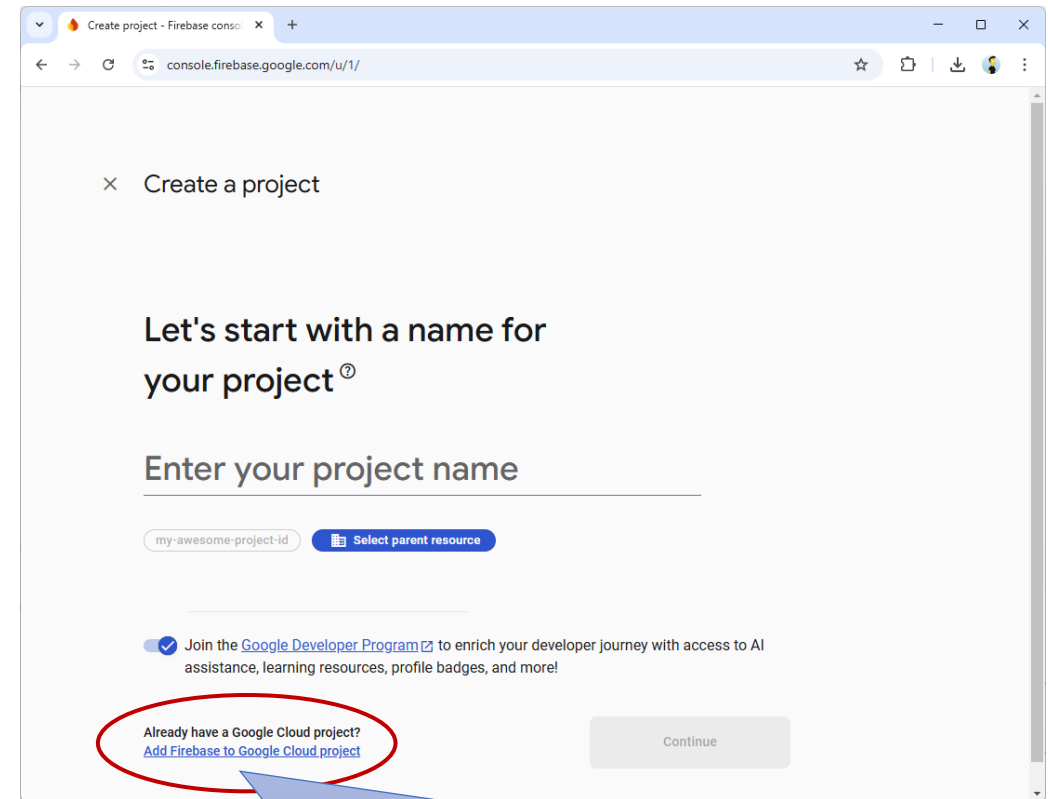 Create project - Firebase consol
console.firebase.google.com/u/1/
Create a project
Let's start with a name for
your project
Enter your project name
my-awesome-project-id
Select parent resource
Join the Google Developer Program to enrich your developer journey with access to AI
assistance, learning resources, profile badges, and more!
Already have a Google Cloud project?
Add Firebase to Google Cloud project
Continue